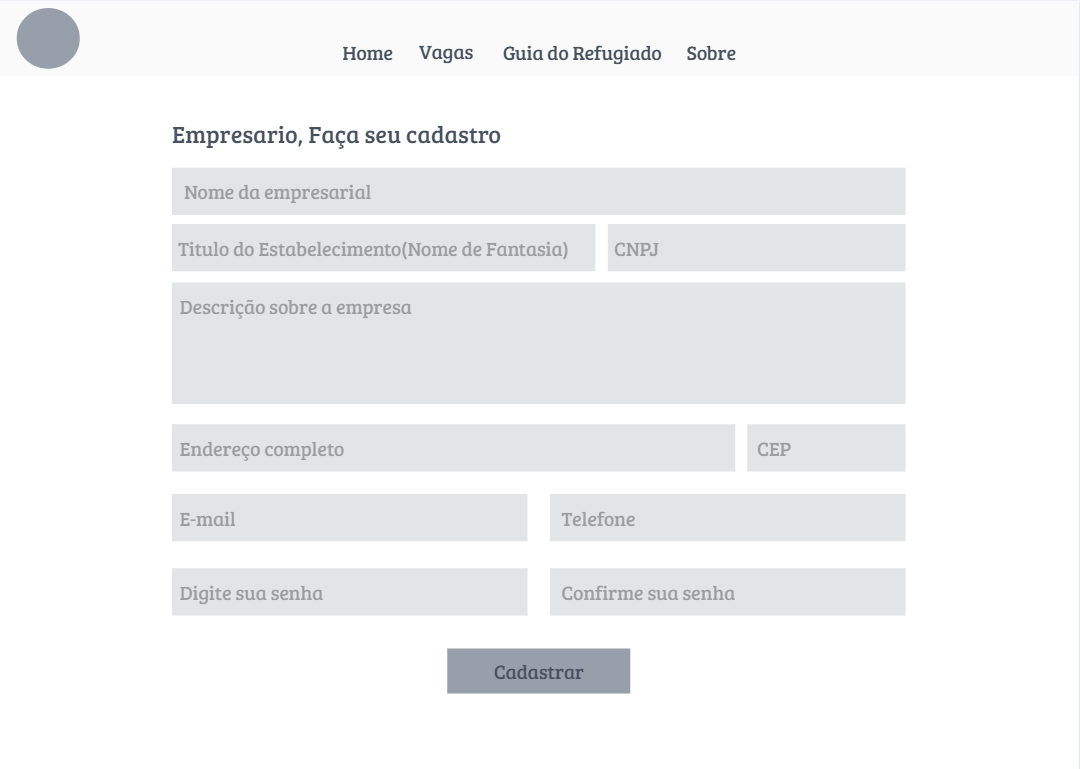 Home Vagas Guia do Refugiado Sobre
Empresario, Faça seu cadastro
Nome da empresarial
Titulo do Estabelecimento(Nome de Fantasia) CNPJ
Descrição sobre a empresa
Endereço completo CEP
E-mail Telefone
Digite sua senha Confirme sua senha
Cadastrar